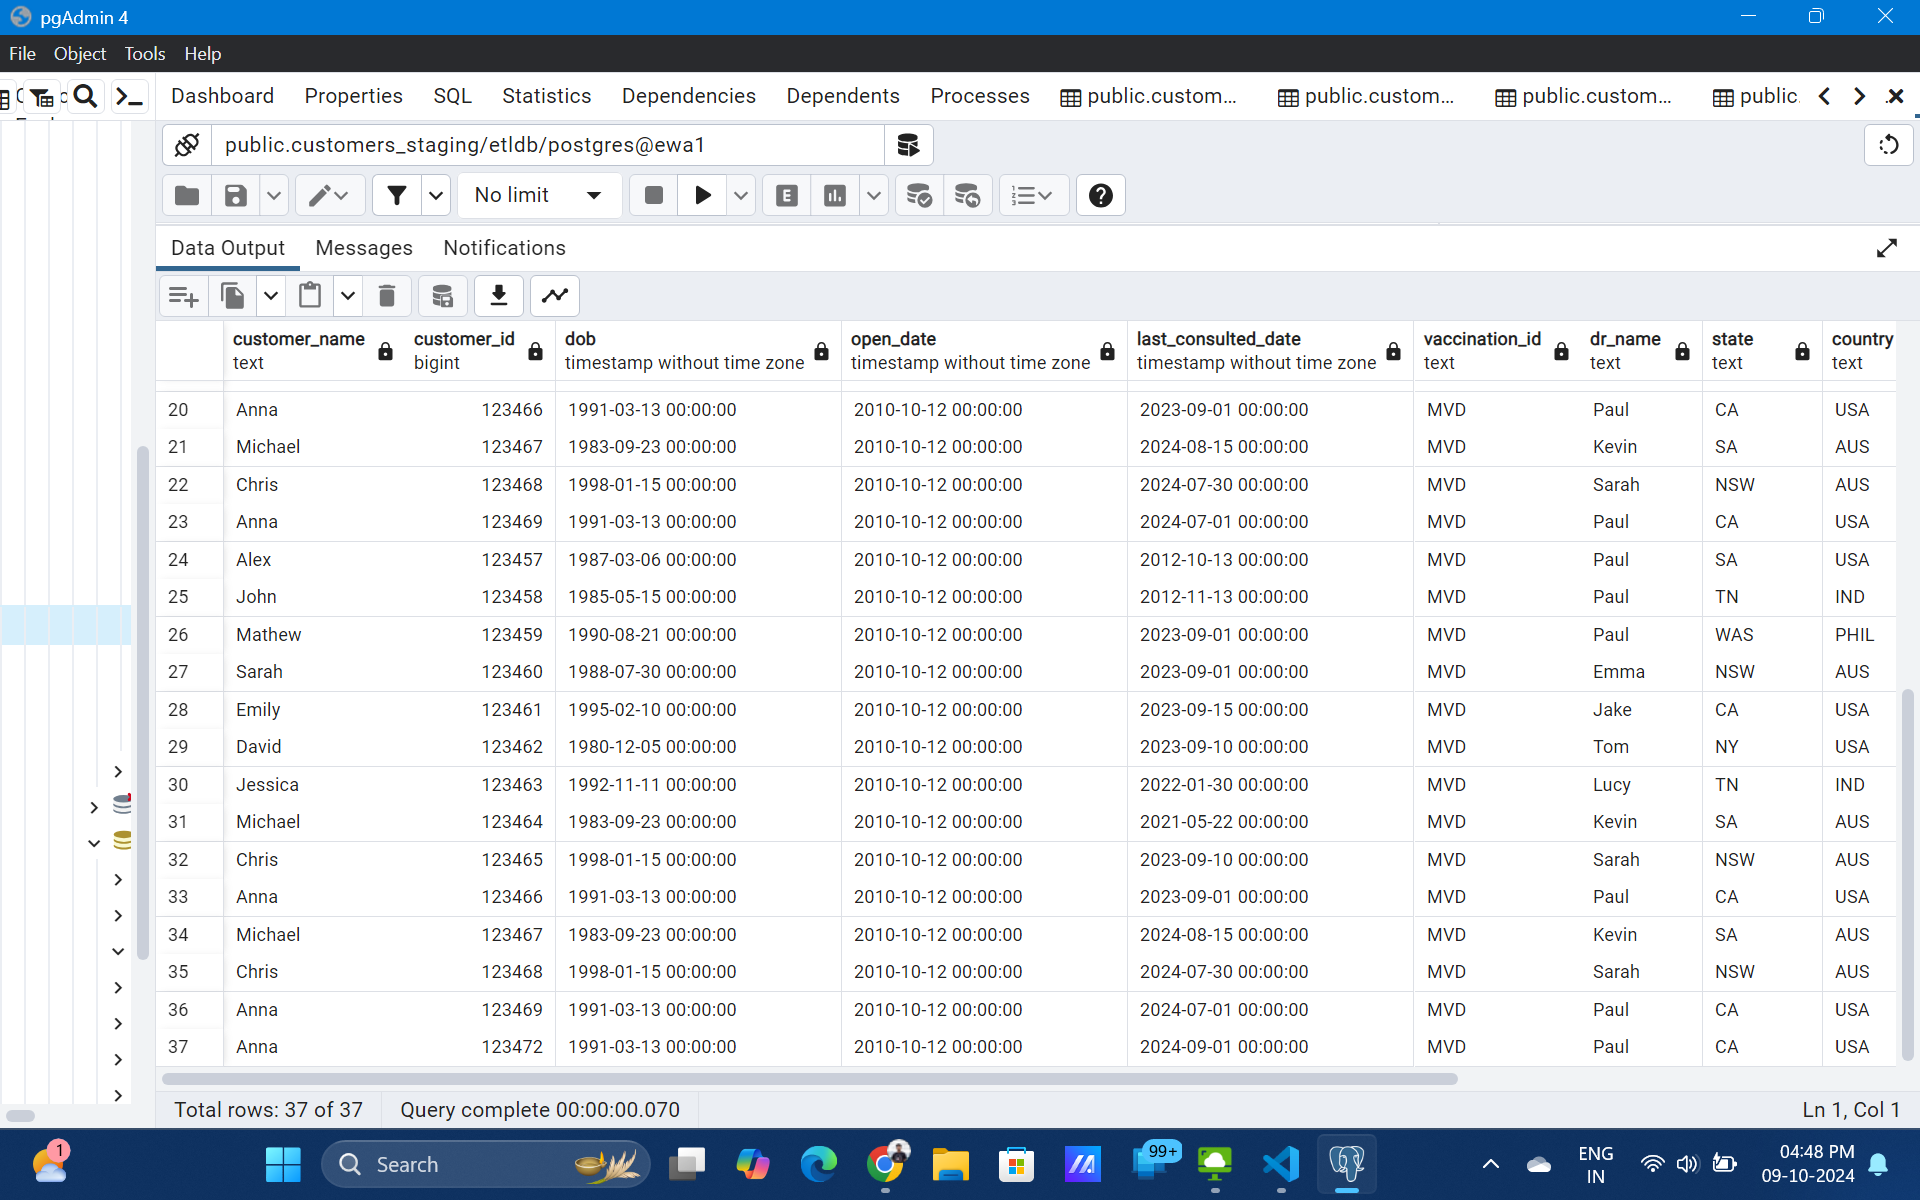 pgAdmin 4
File Object Tools Help
Dashboard Properties SQL Statistics Dependencies Dependents Processes public.custom... public.custom... public.custom... public.
public.customers_staging/etldb/postgres@ewa1
No limit
E
Data Output Messages Notifications
customer_name customer_id dob open_date last_consulted_date vaccination_id dr_name state country
text bigint timestamp without time zone timestamp without time zone timestamp without time zone text text text text
20 Anna 123466 1991-03-13 00:00:00 2010-10-12 00:00:00 2023-09-01 00:00:00 MVD Paul CA USA
21 Michael 123467 1983-09-23 00:00:00 2010-10-12 00:00:00 2024-08-15 00:00:00 MVD Kevin SA AUS
22 Chris 123468 1998-01-15 00:00:00 2010-10-12 00:00:00 2024-07-30 00:00:00 MVD Sarah NSW AUS
23 Anna 123469 1991-03-13 00:00:00 2010-10-12 00:00:00 2024-07-01 00:00:00 MVD Paul CA USA
24 Alex 123457 1987-03-06 00:00:00 2010-10-12 00:00:00 2012-10-13 00:00:00 MVD Paul SA USA
25 John 123458 1985-05-15 00:00:00 2010-10-12 00:00:00 2012-11-13 00:00:00 MVD Paul TN IND
26 Mathew 123459 1990-08-21 00:00:00 2010-10-12 00:00:00 2023-09-01 00:00:00 MVD Paul WAS PHIL
27 Sarah 123460 1988-07-30 00:00:00 2010-10-12 00:00:00 2023-09-01 00:00:00 MVD Emma NSW AUS
28 Emily 123461 1995-02-10 00:00:00 2010-10-12 00:00:00 2023-09-15 00:00:00 MVD Jake CA USA
29 David 123462 1980-12-05 00:00:00 2010-10-12 00:00:00 2023-09-10 00:00:00 MVD Tom NY USA
30 Jessica 123463 1992-11-11 00:00:00 2010-10-12 00:00:00 2022-01-30 00:00:00 MVD Lucy TN IND
31 Michael 123464 1983-09-23 00:00:00 2010-10-12 00:00:00 2021-05-22 00:00:00 MVD Kevin SA AUS
32 Chris 123465 1998-01-15 00:00:00 2010-10-12 00:00:00 2023-09-10 00:00:00 MVD Sarah NSW AUS
33 Anna 123466 1991-03-13 00:00:00 2010-10-12 00:00:00 2023-09-01 00:00:00 MVD Paul CA USA
34 Michael 123467 1983-09-23 00:00:00 2010-10-12 00:00:00 2024-08-15 00:00:00 MVD Kevin SA AUS
35 Chris 123468 1998-01-15 00:00:00 2010-10-12 00:00:00 2024-07-30 00:00:00 MVD Sarah NSW AUS
36 Anna 123469 1991-03-13 00:00:00 2010-10-12 00:00:00 2024-07-01 00:00:00 MVD Paul CA USA
37 Anna 123472 1991-03-13 00:00:00 2010-10-12 00:00:00 2024-09-01 00:00:00 MVD Paul CA USA
Total rows: 37 of 37 Query complete 00:00:00.070 Ln 1, Col 1
1 Search 99+ ENG 04:48 PM
IN 09-10-2024